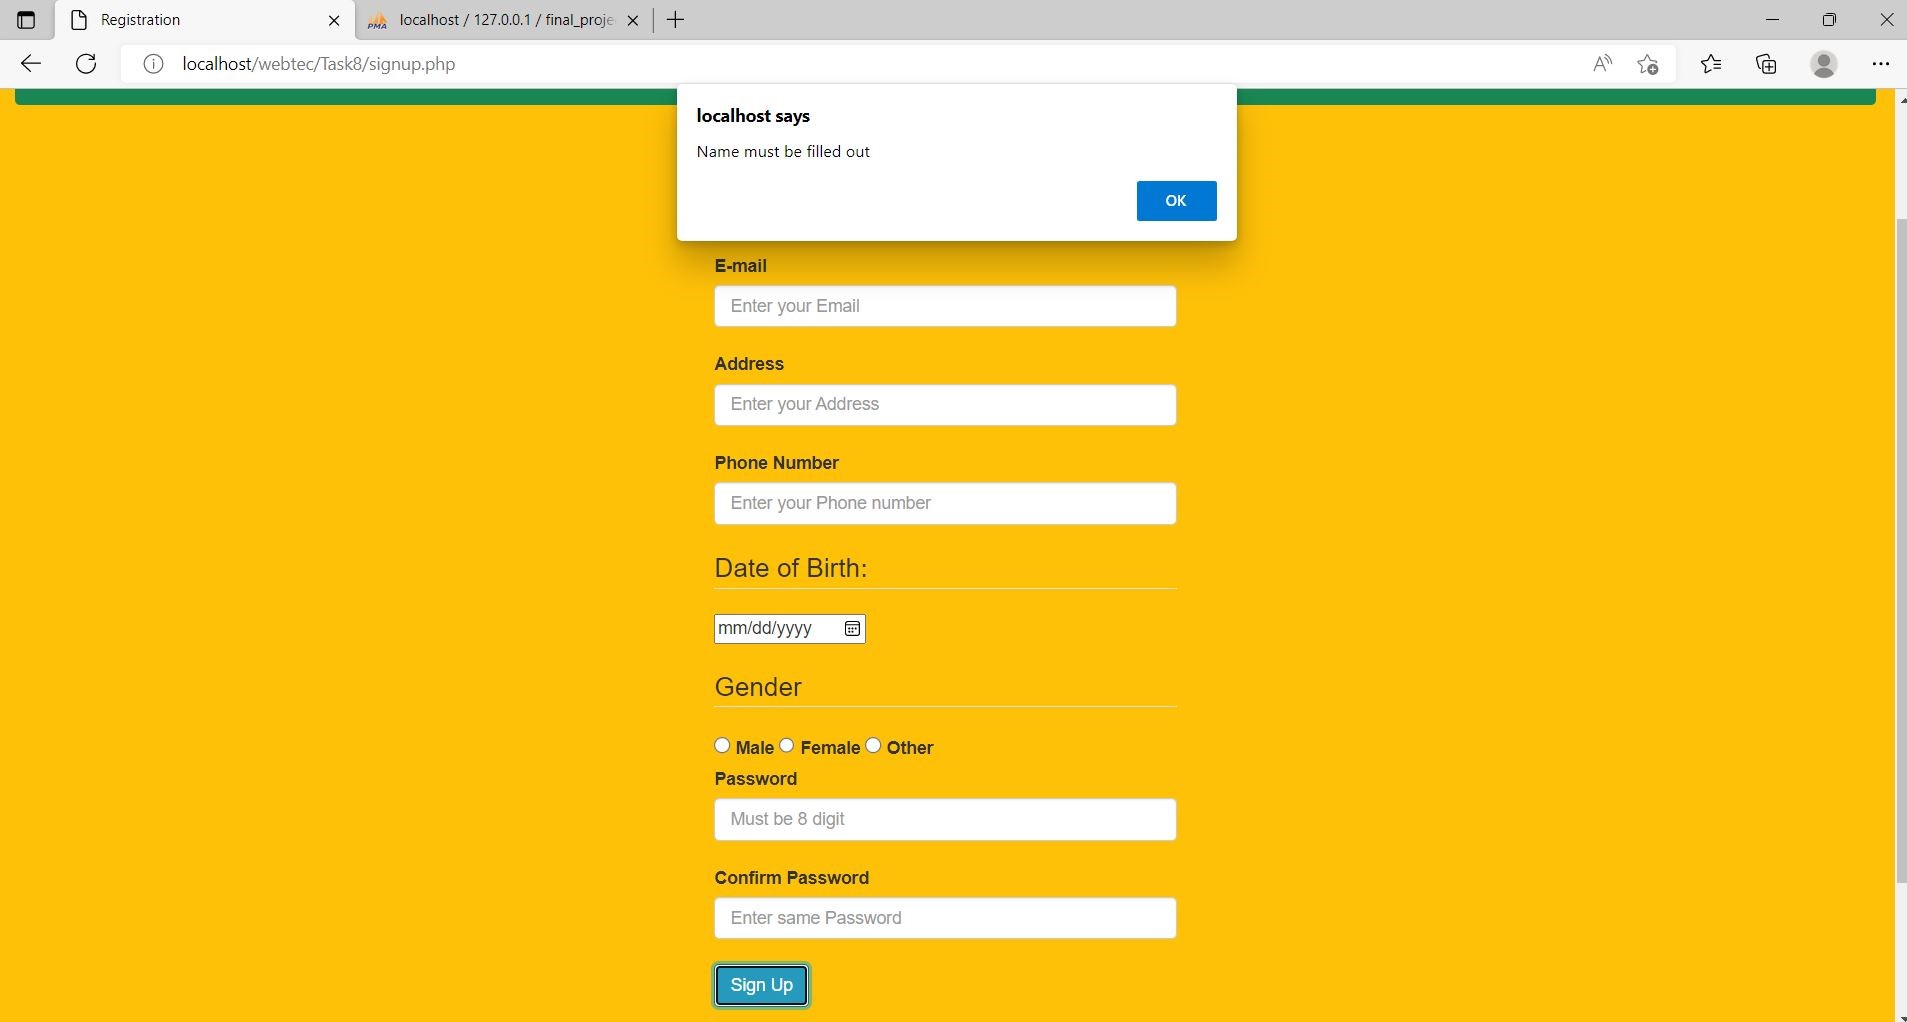 Registration
localhost / 127.0.0.1 / final_proje
PMA
localhost/webtec/Task8/signup.php
localhost says
Name must be filled out
OK
E-mail
Enter your Email
Address
Enter your Address
Phone Number
Enter your Phone number
Date of Birth:
mm/dd/yyyy
Gender
Male Female Other
Password
Must be 8 digit
Confirm Password
Enter same Password
Sign Up